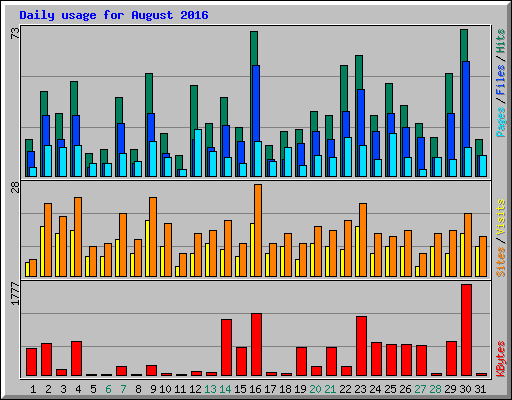 Daily usage for August 2016
73
28
1777
Pages / Files / Hits
Sites / Visits
KBytes
1 2 3 4 5 6 7 8 9 10 11 12 13 14 15 16 17 18 19 20 21 22 23 24 25 26 27 28 29 30 31